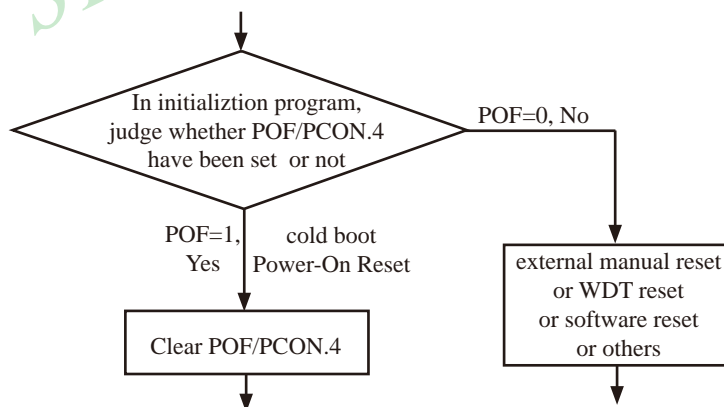 In initializtion program,
judge whether POF/PCON.4
have been set or not
POF=0, No
POF=1,
Yes
cold boot
Power-On Reset
external manual reset
or WDT reset
or software reset
or others
Clear POF/PCON.4